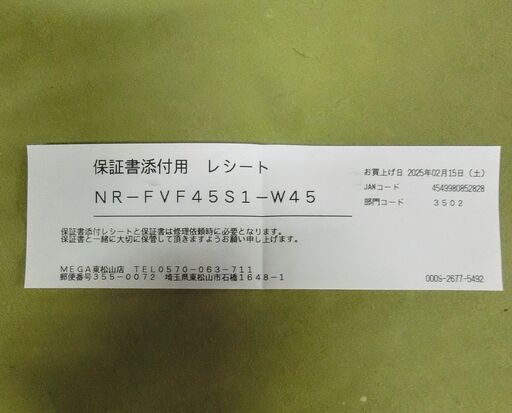 保証書添付用 レシート
NR-FVF45S1-W45
お買上げ日 2025年02月15日（土）
JANコード 4549980852828
部門コード 3502
保証書添付レシートと保証書は修理依頼時に必要となります。
保証書と一緒に大切に保管して頂きますようお願い申し上げます。
MEGA東松山店 TEL0570-063-711
郵便番号355-0072 埼玉県東松山市石橋1648-1
0009-2677-5492